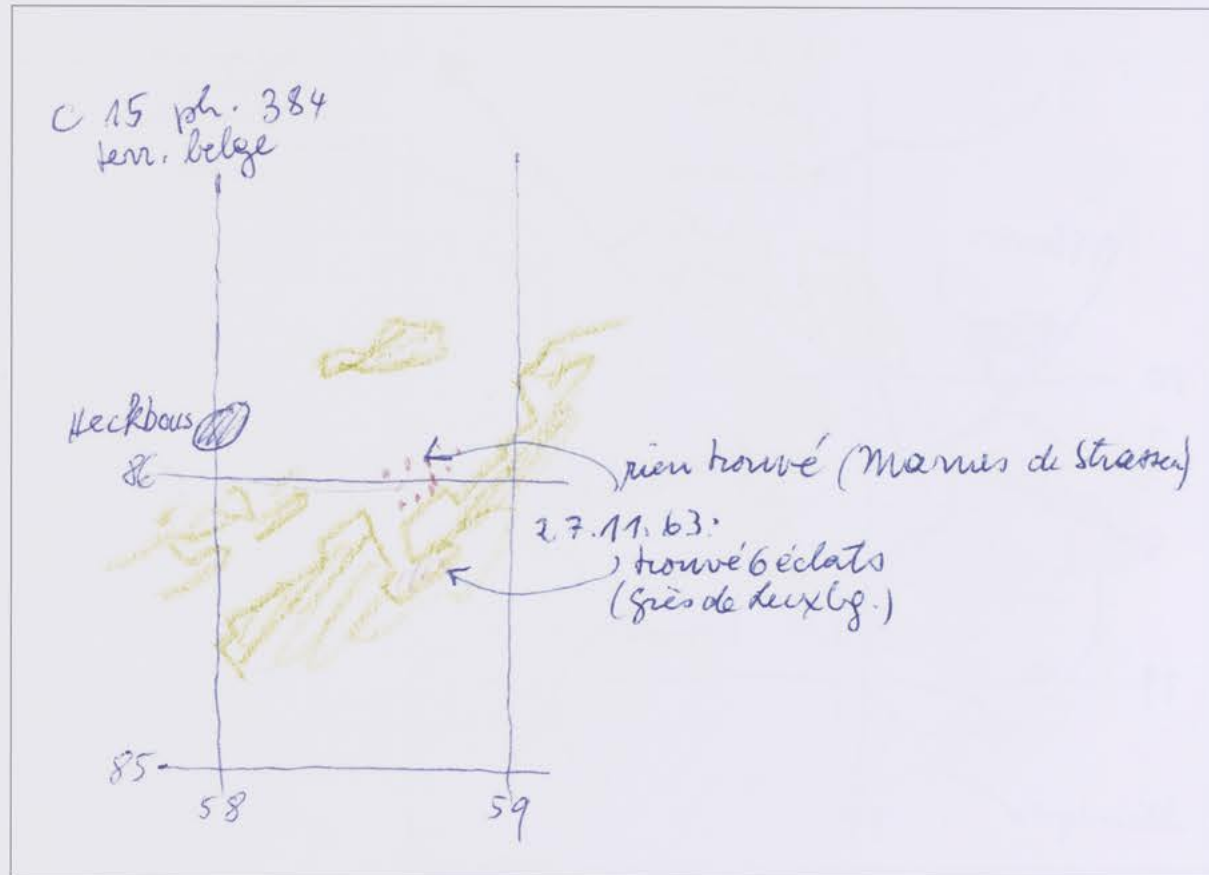 C 15 ph. 384
terr. belge
Heckbous
86
rien trouvé (Marnes de Strassen)
27.11.63.
trouvé 6 éclats
(grès de Luxbg.)
85
58
59